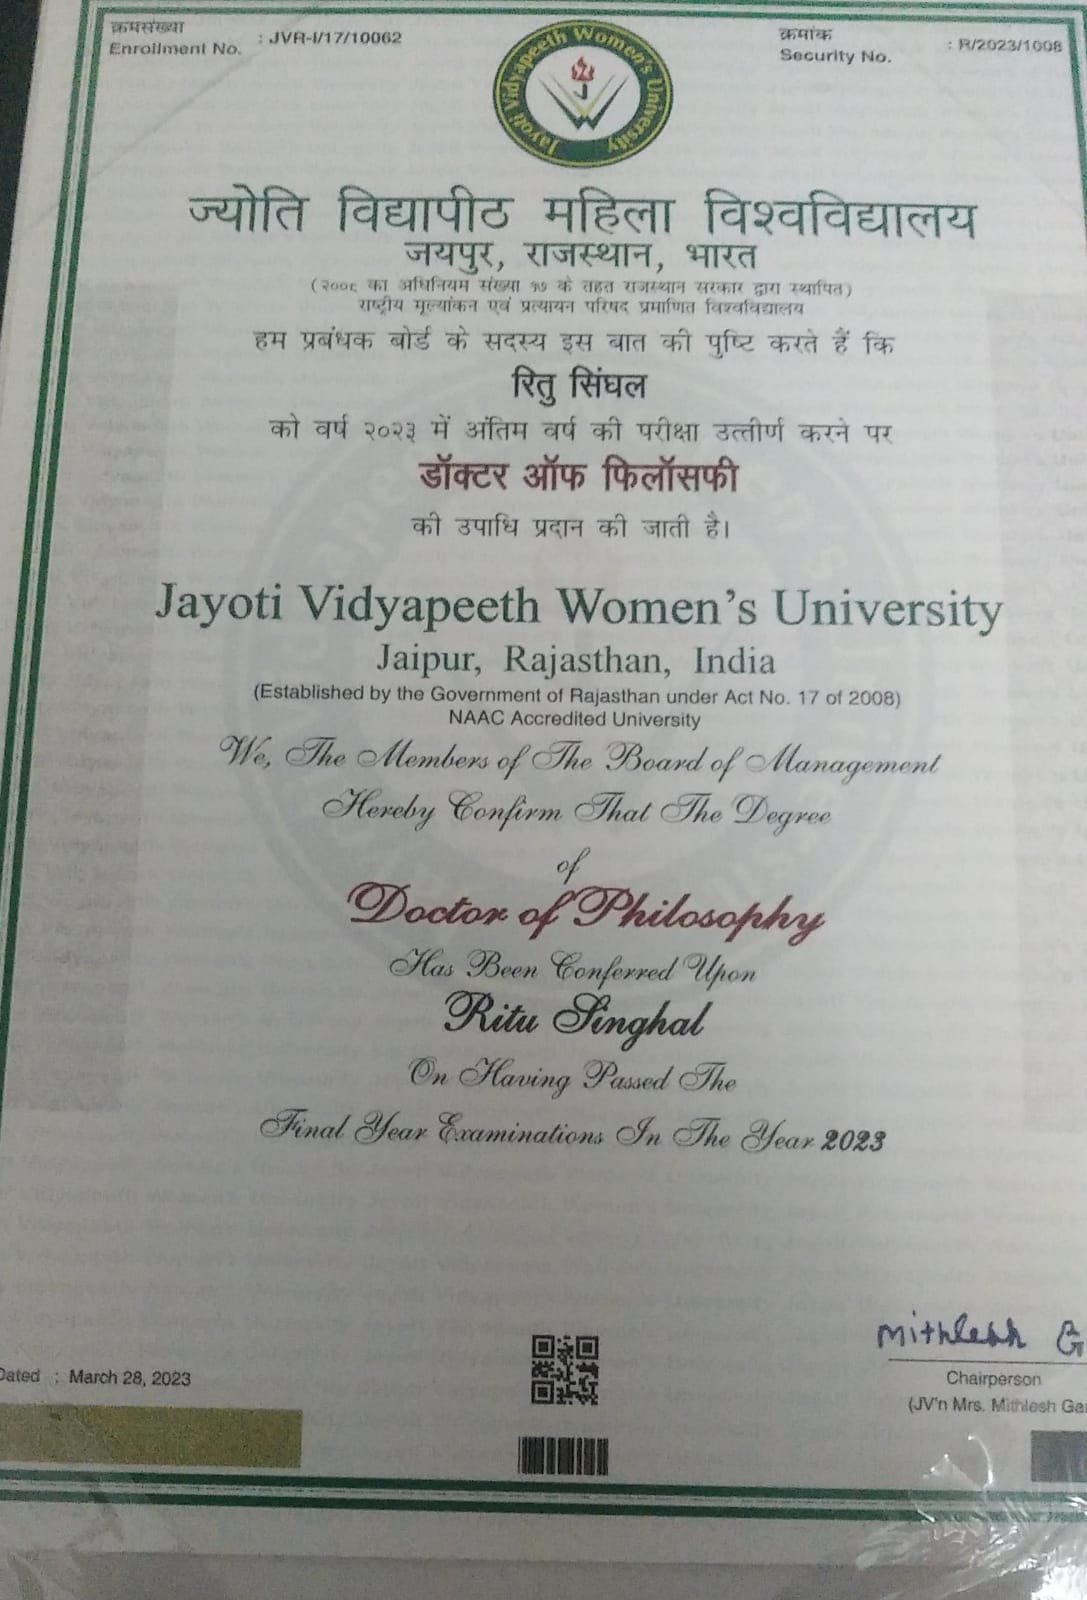 क्रमसंख्या
Enrollment No. : JVR-I/17/10062
क्रमांक
Security No. : R/2023/1008
Jayoti Vidyapeeth Women's University
ज्योति विद्यापीठ महिला विश्वविद्यालय
जयपुर, राजस्थान, भारत
(२००८ का अधिनियम संख्या १७ के तहत राजस्थान सरकार द्वारा स्थापित)
राष्ट्रीय मूल्यांकन एवं प्रत्यायन परिषद प्रमाणित विश्वविद्यालय
हम प्रबंधक बोर्ड के सदस्य इस बात की पुष्टि करते हैं कि
रितु सिंघल
को वर्ष २०२३ में अंतिम वर्ष की परीक्षा उत्तीर्ण करने पर
डॉक्टर ऑफ फिलॉसफी
की उपाधि प्रदान की जाती है।
Jayoti Vidyapeeth Women's University
Jaipur, Rajasthan, India
(Established by the Government of Rajasthan under Act No. 17 of 2008)
NAAC Accredited University
We, The Members of The Board of Management
Hereby Confirm That The Degree
of
Doctor of Philosophy
Has Been Conferred Upon
Ritu Singhal
On Having Passed The
Final Year Examinations In The Year 2023
Mithlesh G
Dated : March 28, 2023
Chairperson
(JV'n Mrs. Mithlesh Ga